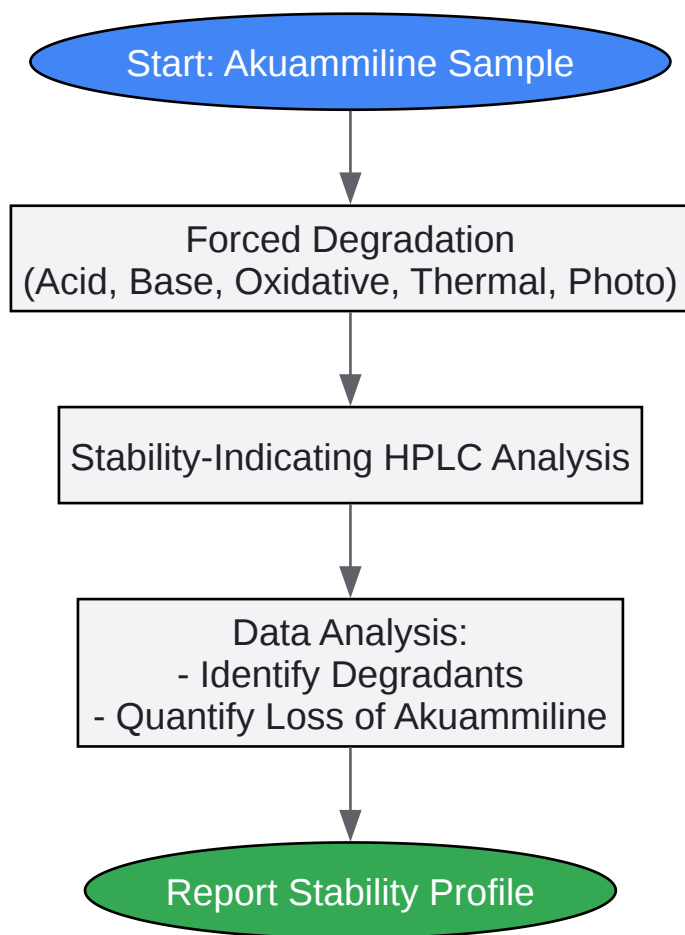 Start: Akuammiline Sample
Forced Degradation
(Acid, Base, Oxidative, Thermal, Photo)
Stability-Indicating HPLC Analysis
Data Analysis:
- Identify Degradants
- Quantify Loss of Akuammiline
Report Stability Profile